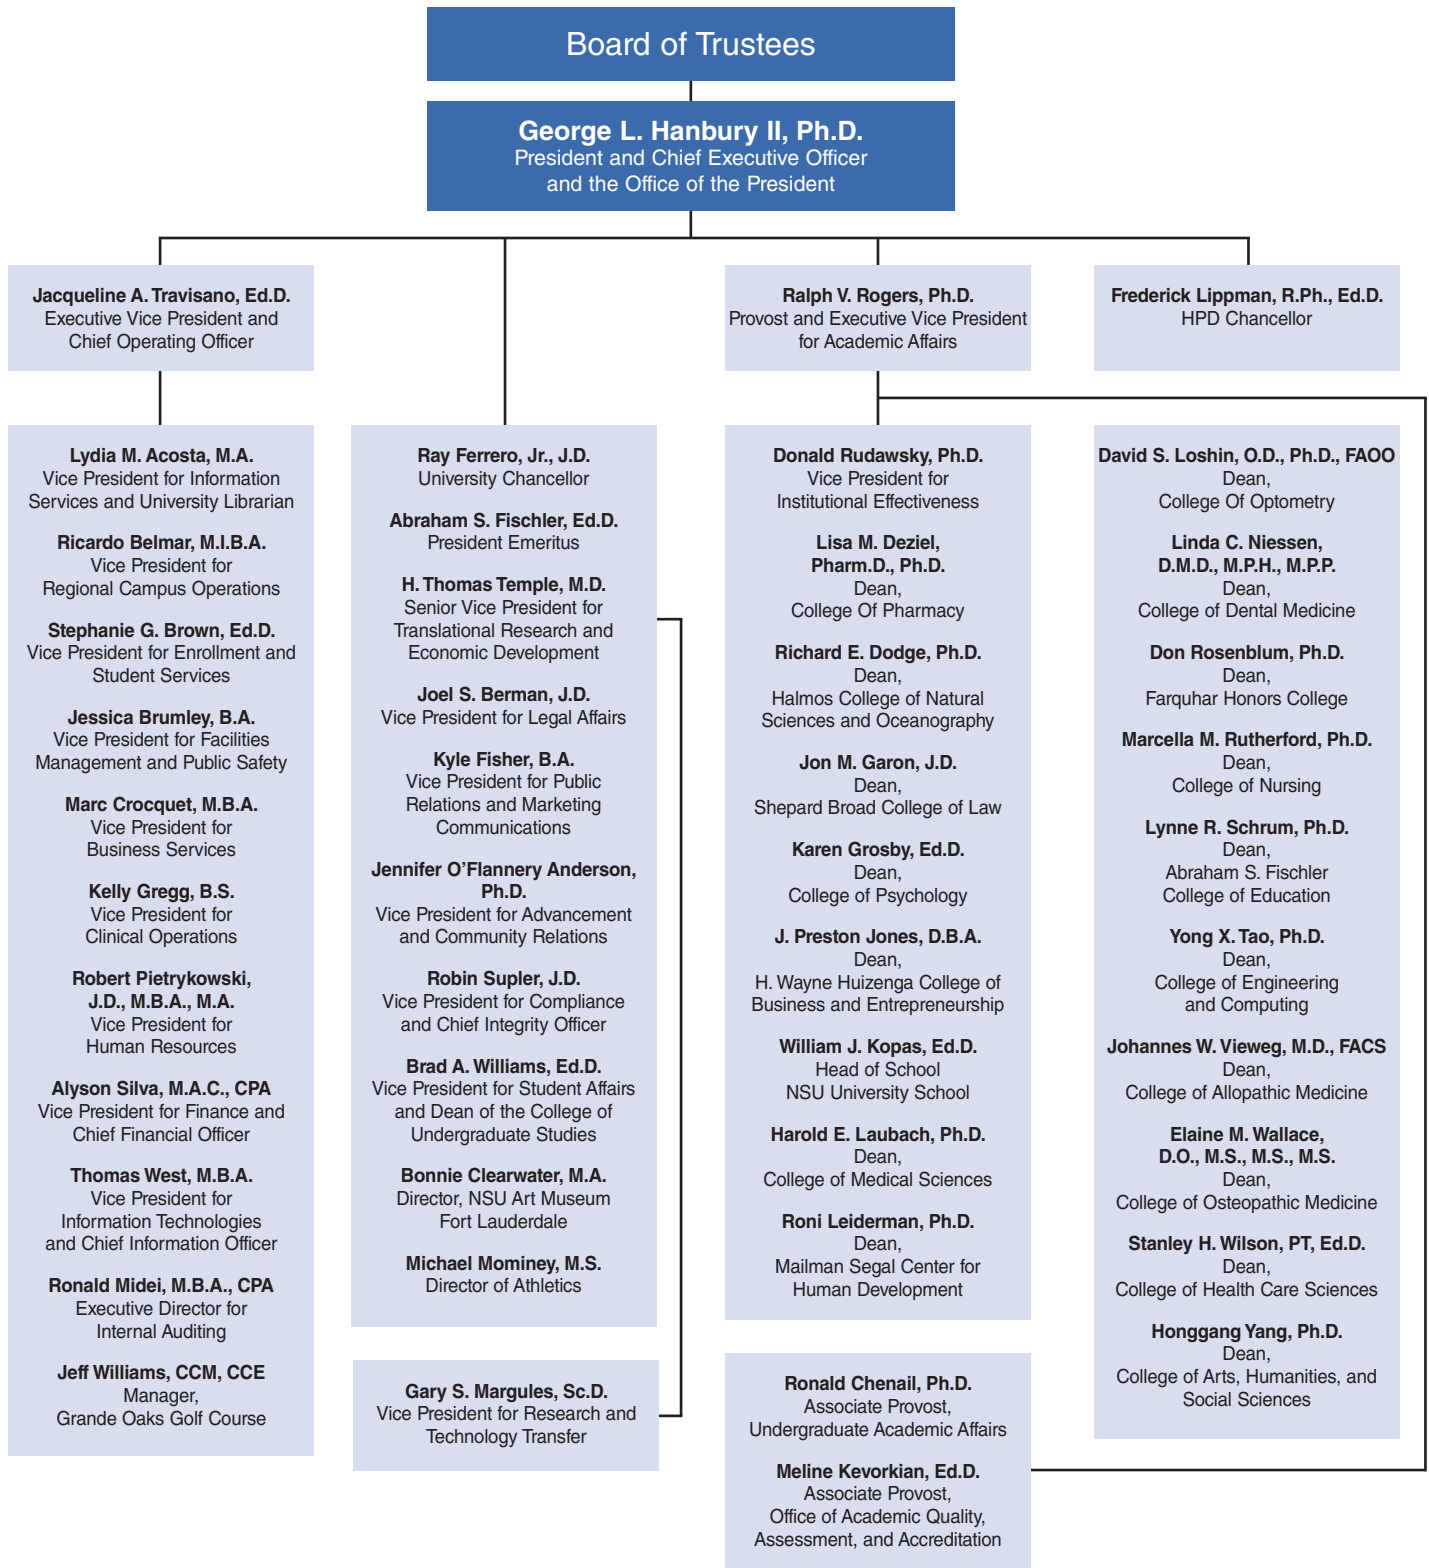 Board of Trustees
George L. Hanbury II, Ph.D.
President and Chief Executive Officer
and the Office of the President
Jacqueline A. Travisano, Ed.D.
Executive Vice President and
Chief Operating Officer
Ralph V. Rogers, Ph.D.
Provost and Executive Vice President
for Academic Affairs
Frederick Lippman, R.Ph., Ed.D.
HPD Chancellor
Lydia M. Acosta, M.A.
Vice President for Information
Services and University Librarian
Ricardo Belmar, M.I.B.A.
Vice President for
Regional Campus Operations
Stephanie G. Brown, Ed.D.
Vice President for Enrollment and
Student Services
Jessica Brumley, B.A.
Vice President for Facilities
Management and Public Safety
Marc Crocquet, M.B.A.
Vice President for
Business Services
Kelly Gregg, B.S.
Vice President for
Clinical Operations
Robert Pietrykowski,
J.D., M.B.A., M.A.
Vice President for
Human Resources
Alyson Silva, M.A.C., CPA
Vice President for Finance and
Chief Financial Officer
Thomas West, M.B.A.
Vice President for
Information Technologies
and Chief Information Officer
Ronald Midei, M.B.A., CPA
Executive Director for
Internal Auditing
Jeff Williams, CCM, CCE
Manager,
Grande Oaks Golf Course
Ray Ferrero, Jr., J.D.
University Chancellor
Abraham S. Fischler, Ed.D.
President Emeritus
H. Thomas Temple, M.D.
Senior Vice President for
Translational Research and
Economic Development
Joel S. Berman, J.D.
Vice President for Legal Affairs
Kyle Fisher, B.A.
Vice President for Public
Relations and Marketing
Communications
Jennifer O’Flannery Anderson,
Ph.D.
Vice President for Advancement
and Community Relations
Robin Supler, J.D.
Vice President for Compliance
and Chief Integrity Officer
Brad A. Williams, Ed.D.
Vice President for Student Affairs
and Dean of the College of
Undergraduate Studies
Bonnie Clearwater, M.A.
Director, NSU Art Museum
Fort Lauderdale
Michael Mominey, M.S.
Director of Athletics
Gary S. Margules, Sc.D.
Vice President for Research and
Technology Transfer
Donald Rudawsky, Ph.D.
Vice President for
Institutional Effectiveness
Lisa M. Deziel,
Pharm.D., Ph.D.
Dean,
College Of Pharmacy
Richard E. Dodge, Ph.D.
Dean,
Halmos College of Natural
Sciences and Oceanography
Jon M. Garon, J.D.
Dean,
Shepard Broad College of Law
Karen Grosby, Ed.D.
Dean,
College of Psychology
J. Preston Jones, D.B.A.
Dean,
H. Wayne Huizenga College of
Business and Entrepreneurship
William J. Kopas, Ed.D.
Head of School
NSU University School
Harold E. Laubach, Ph.D.
Dean,
College of Medical Sciences
Roni Leiderman, Ph.D.
Dean,
Mailman Segal Center for
Human Development
Ronald Chenail, Ph.D.
Associate Provost,
Undergraduate Academic Affairs
Meline Kevorkian, Ed.D.
Associate Provost,
Office of Academic Quality,
Assessment, and Accreditation
David S. Loshin, O.D., Ph.D., FAOO
Dean,
College Of Optometry
Linda C. Niessen,
D.M.D., M.P.H., M.P.P.
Dean,
College of Dental Medicine
Don Rosenblum, Ph.D.
Dean,
Farquhar Honors College
Marcella M. Rutherford, Ph.D.
Dean,
College of Nursing
Lynne R. Schrum, Ph.D.
Dean,
Abraham S. Fischler
College of Education
Yong X. Tao, Ph.D.
Dean,
College of Engineering
and Computing
Johannes W. Vieweg, M.D., FACS
Dean,
College of Allopathic Medicine
Elaine M. Wallace,
D.O., M.S., M.S., M.S.
Dean,
College of Osteopathic Medicine
Stanley H. Wilson, PT, Ed.D.
Dean,
College of Health Care Sciences
Honggang Yang, Ph.D.
Dean,
College of Arts, Humanities, and
Social Sciences